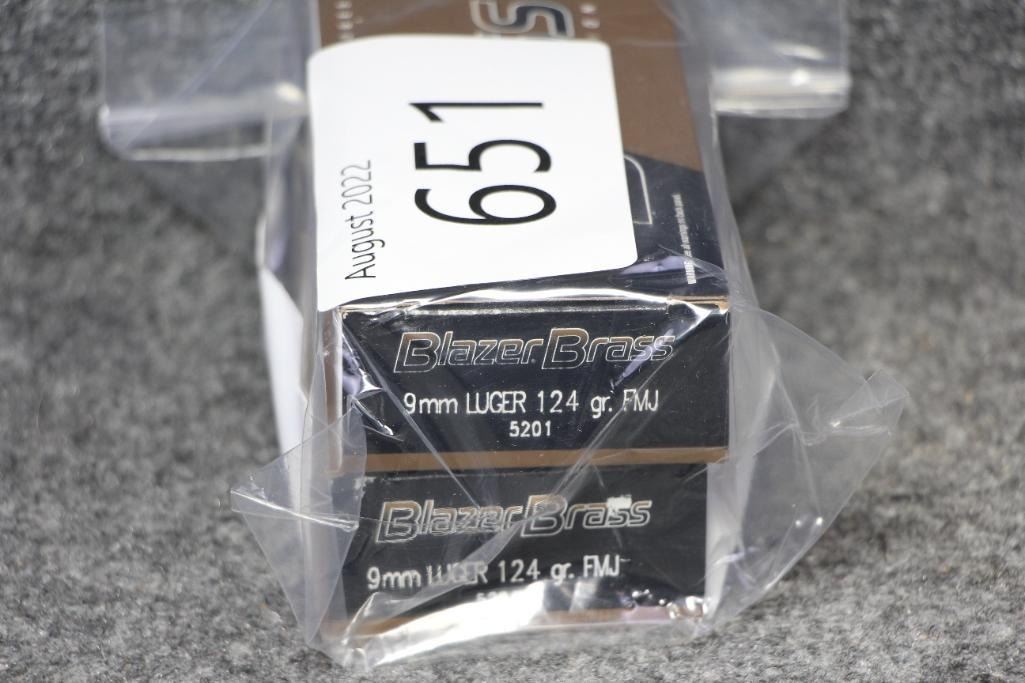 651
August 2022
Blazer Brass
9mm LUGER 124 gr. FMJ
5201
Blazer Brass
9mm LUGER 124 gr. FMJ